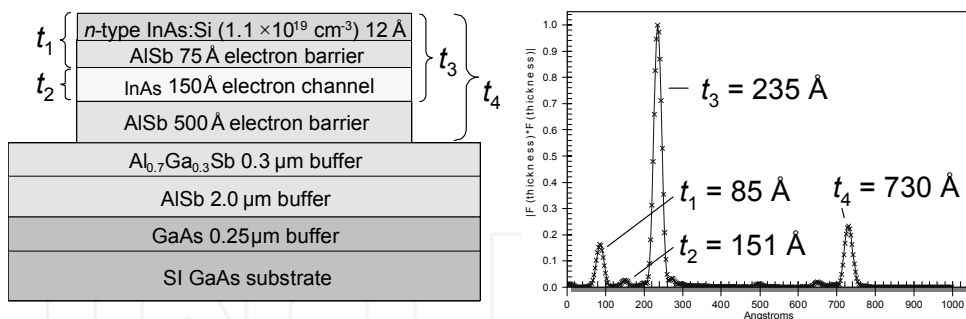 n-type InAs:Si (1.1 ×10¹⁹ cm-³) 12 Å
AlSb 75 Å electron barrier
InAs 150Å electron channel
AlSb 500 Å electron barrier
Al₀.₇Ga₀.₃Sb 0.3 µm buffer
AlSb 2.0 µm buffer
GaAs 0.25µm buffer
SI GaAs substrate
t₁
t₂
t₃
t₄
|F (thickness)*F (thickness)|
1.0
0.9
0.8
0.7
0.6
0.5
0.4
0.3
0.2
0.1
0.0
t₃ = 235 Å
t₁ = 85 Å
t₄ = 730 Å
t₂ = 151 Å
0 100 200 300 400 500 600 700 800 900 1000
Angstroms